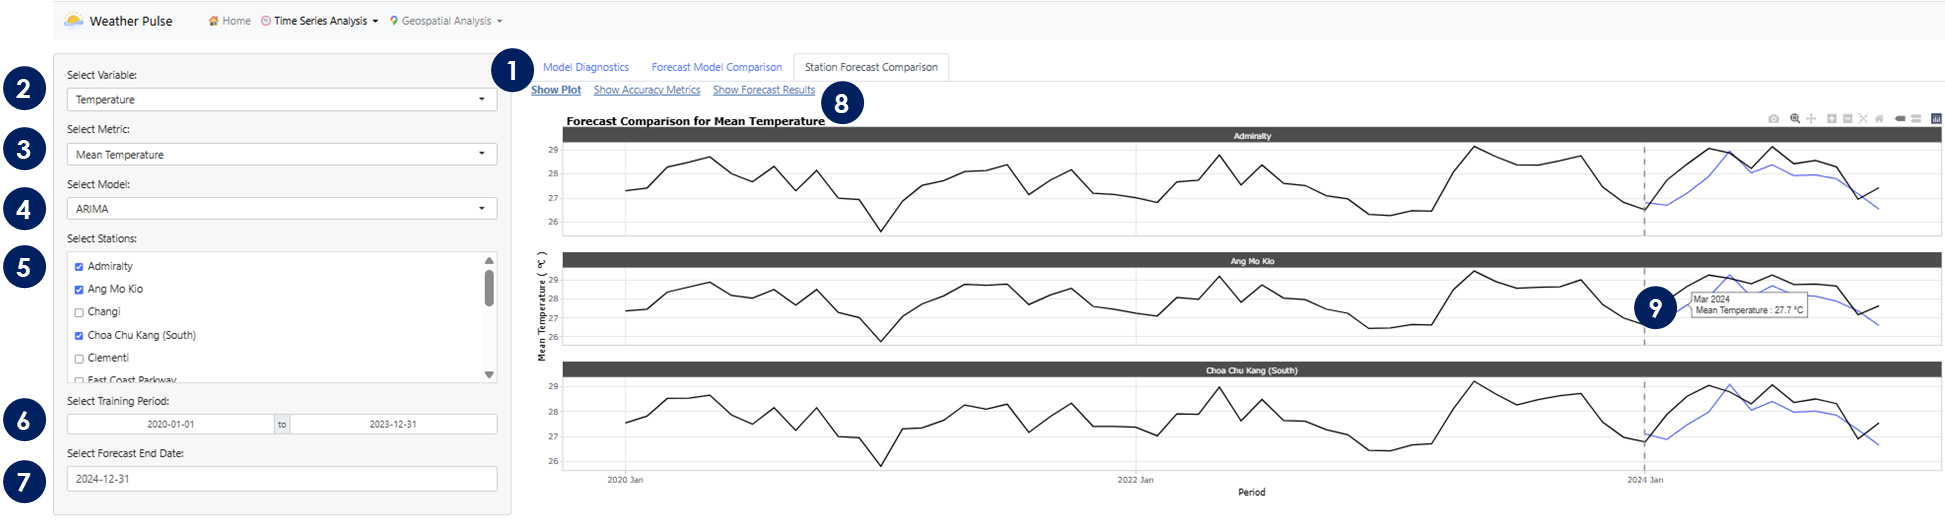 Weather Pulse
Home
Time Series Analysis
Geospatial Analysis
1
Model Diagnostics
Forecast Model Comparison
Station Forecast Comparison
Show Plot
Show Accuracy Metrics
Show Forecast Results
8
2
Select Variable:
Temperature
3
Select Metric:
Mean Temperature
4
Select Model:
ARIMA
5
Select Stations:
Admiralty
Ang Mo Kio
Changi
Choa Chu Kang (South)
Clementi
East Coast Parkway
6
Select Training Period:
2020-01-01
to
2023-12-31
7
Select Forecast End Date:
2024-12-31
Forecast Comparison for Mean Temperature
Admiralty
29
28
27
26
Ang Mo Kio
29
28
27
26
9
Mar 2024
Mean Temperature : 27.7 °C
Choa Chu Kang (South)
29
28
27
26
Mean Temperature ( °C )
2020 Jan
2022 Jan
2024 Jan
Period